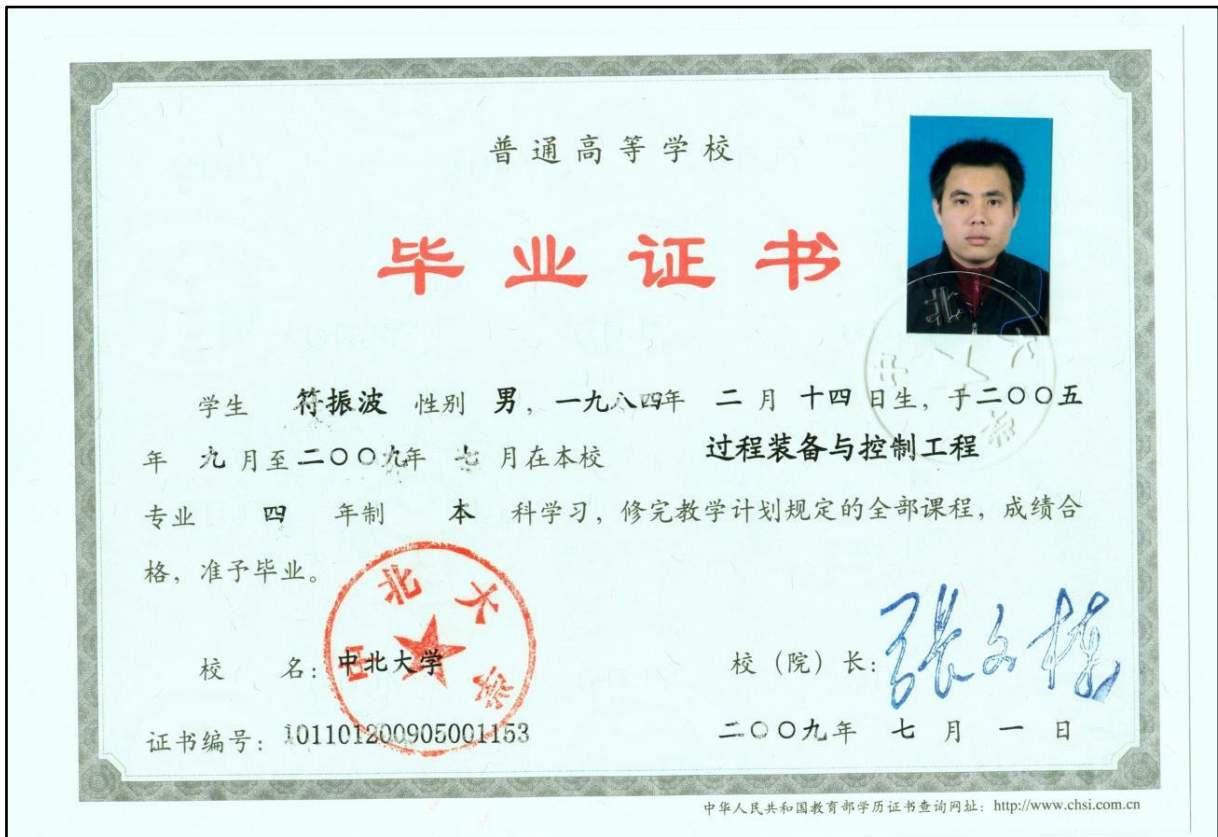 普通高等学校
毕业证书
学生 符振波 性别 男，一九八四年 二月十四日生，于二〇〇五
年九月至二〇〇九年七月在本校 过程装备与控制工程
专业 四 年制 本 科学习，修完教学计划规定的全部课程，成绩合
格，准予毕业。
中北大学
校 名：中北大学
校（院）长：张文栋
证书编号：101101200905001153
二〇〇九年 七月一日
中华人民共和国教育部学历证书查询网址：http://www.chsi.com.cn